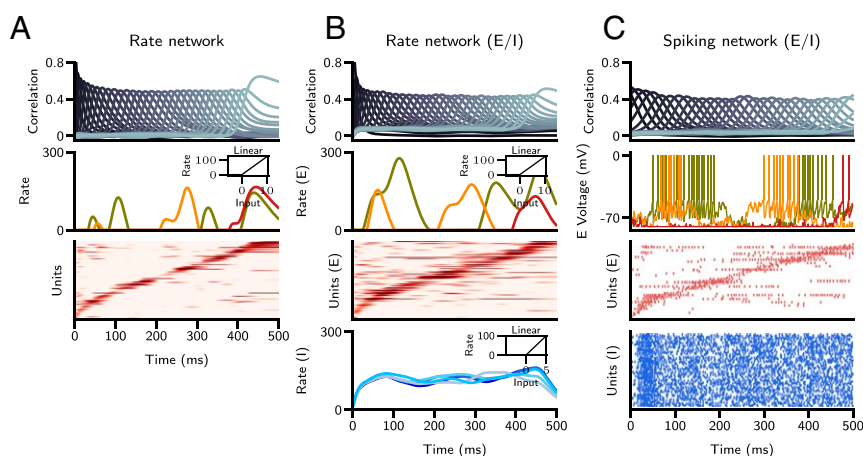 A
B
C
Rate network
Rate network (E/I)
Spiking network (E/I)
Correlation
0.8
0.4
0
Correlation
0.8
0.4
0
Correlation
0.8
0.4
0
Rate
300
0
Linear
100
0
0 10
Input
Rate (E)
300
0
Linear
Rate
100
0
0 10
Input
E Voltage (mV)
0
-70
Units
Units (E)
Units (E)
0 100 200 300 400 500
Time (ms)
Rate (I)
300
0
Linear
Rate
100
0
0 5
Input
Units (I)
0 100 200 300 400 500
Time (ms)
0 100 200 300 400 500
Time (ms)
Rate